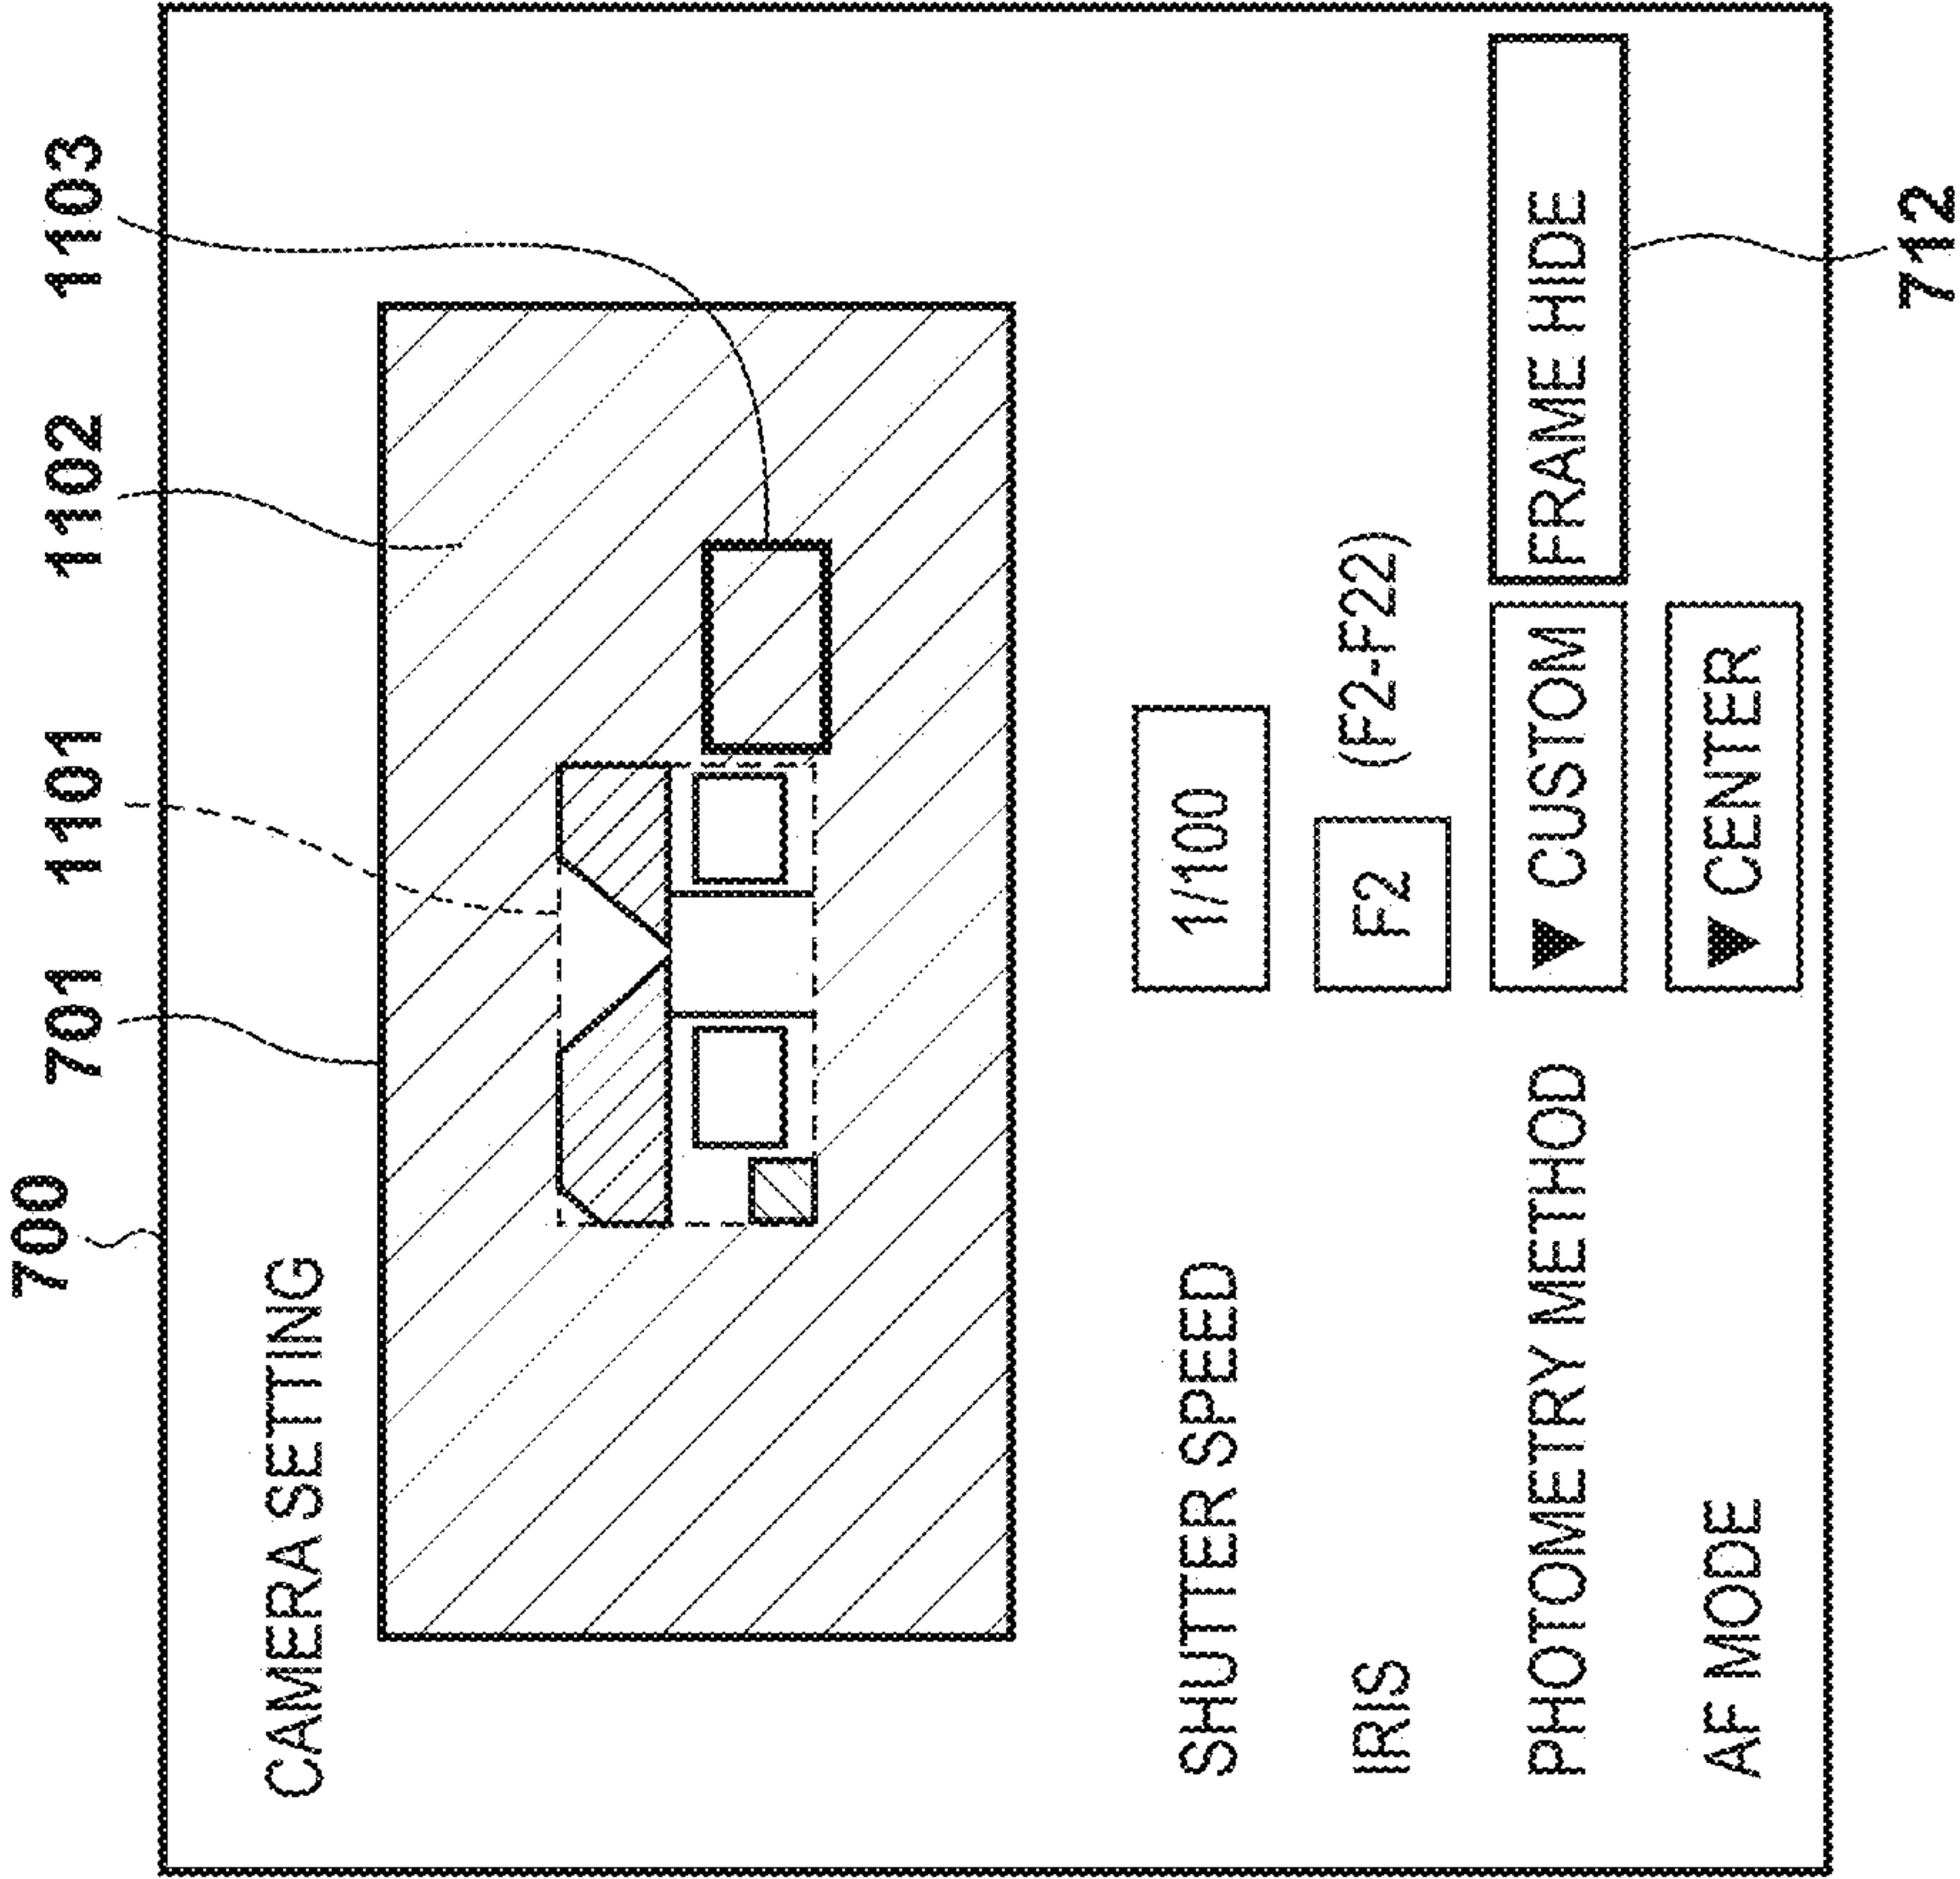 700
701 1101 1102 1103
CAMERA SETTING
SHUTTER SPEED 1/100
IRIS F2 (F2-F22)
PHOTOMETRY METHOD ▼ CUSTOM FRAME HIDE
AF MODE ▼ CENTER
712